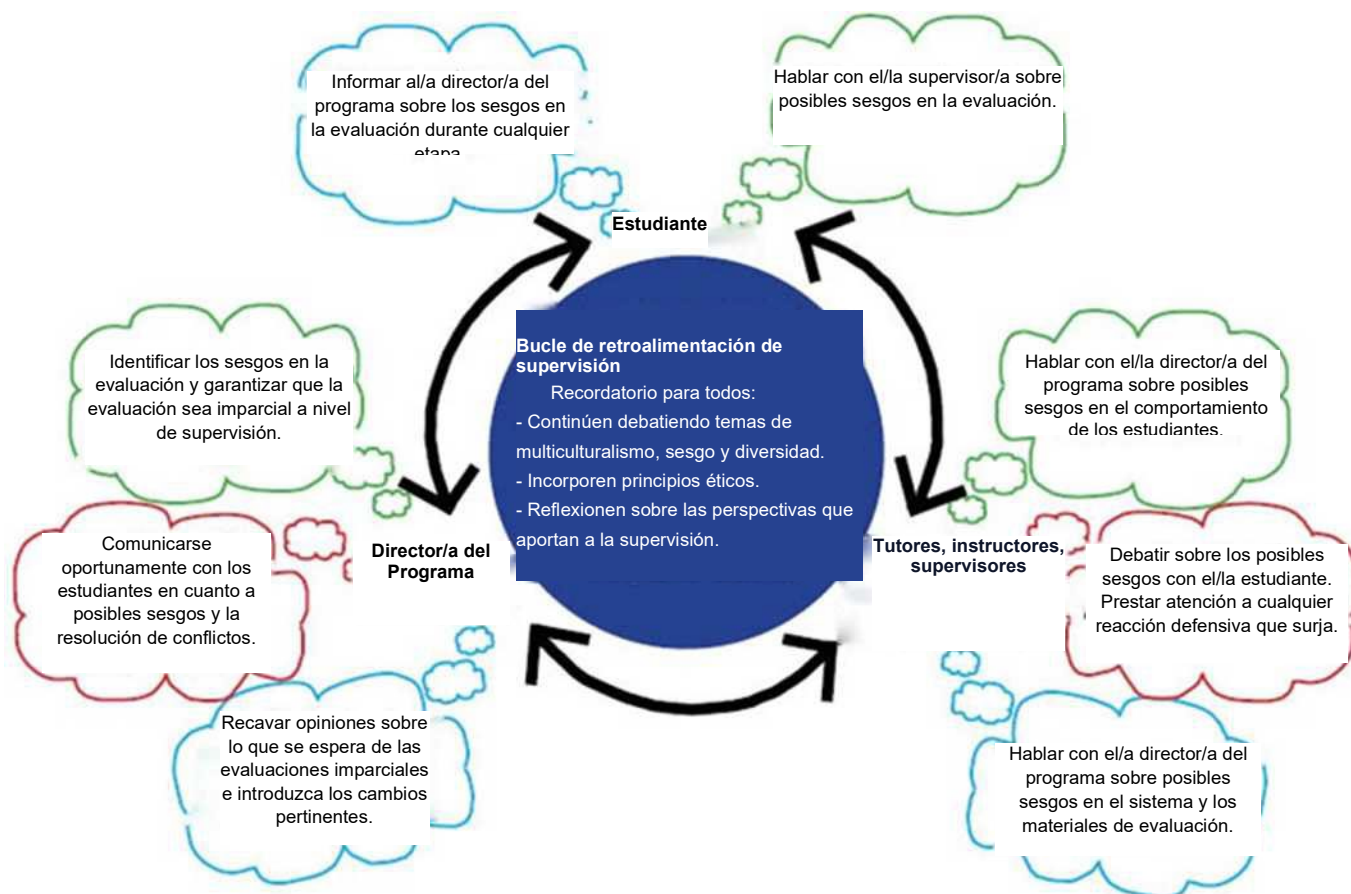 Informar al/a director/a del
programa sobre los sesgos en
la evaluación durante cualquier
etapa
Hablar con el/la supervisor/a sobre
posibles sesgos en la evaluación.
Estudiante
Identificar los sesgos en la
evaluación y garantizar que la
evaluación sea imparcial a nivel
de supervisión.
Bucle de retroalimentación de
supervisión
Recordatorio para todos:
- Continúen debatiendo temas de
multiculturalismo, sesgo y diversidad.
- Incorporen principios éticos.
- Reflexionen sobre las perspectivas que
aportan a la supervisión.
Hablar con el/la director/a del
programa sobre posibles
sesgos en el comportamiento
de los estudiantes.
Comunicarse
oportunamente con los
estudiantes en cuanto a
posibles sesgos y la
resolución de conflictos.
Director/a del
Programa
Tutores, instructores,
supervisores
Debatir sobre los posibles
sesgos con el/la estudiante.
Prestar atención a cualquier
reacción defensiva que surja.
Recavar opiniones sobre
lo que se espera de las
evaluaciones imparciales
e introduzca los cambios
pertinentes.
Hablar con el/a director/a del
programa sobre posibles
sesgos en el sistema y los
materiales de evaluación.